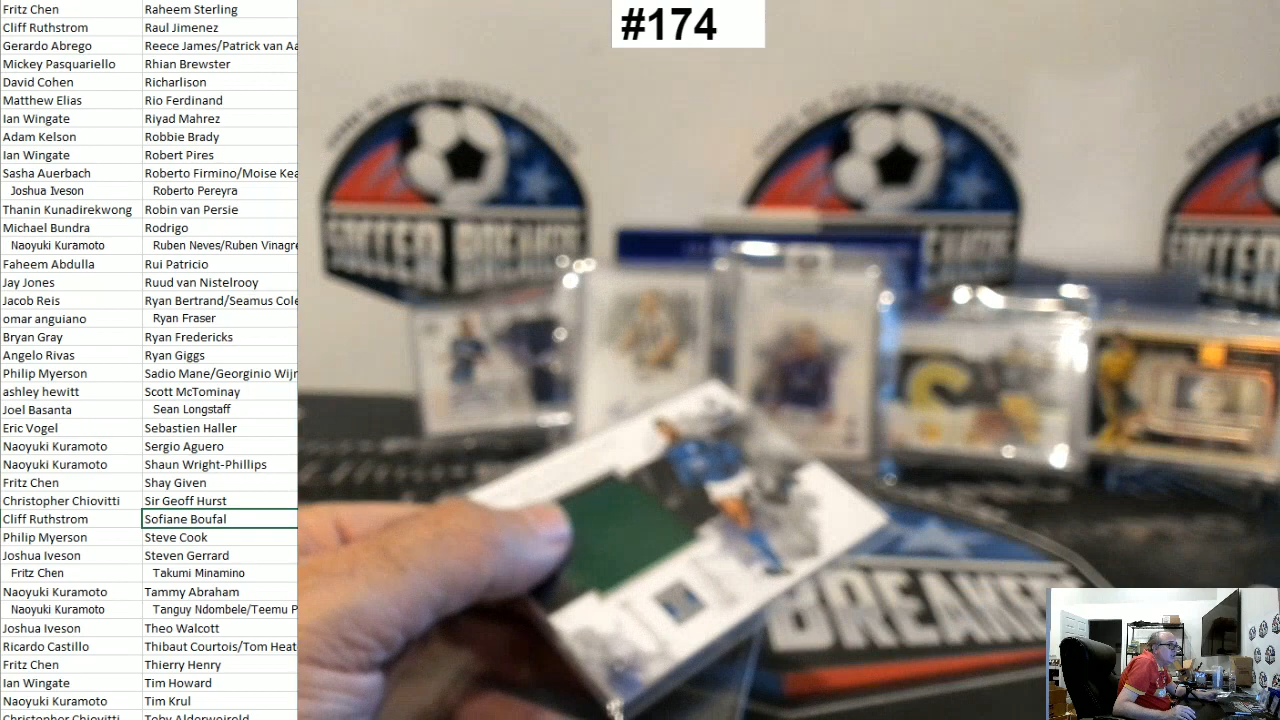 #174
Fritz Chen Raheem Sterling
Cliff Ruthstrom Raul Jimenez
Gerardo Abrego Reece James/Patrick van Aa
Mickey Pasquariello Rhian Brewster
David Cohen Richarlison
Matthew Elias Rio Ferdinand
Ian Wingate Riyad Mahrez
Adam Kelson Robbie Brady
Ian Wingate Robert Pires
Sasha Auerbach Roberto Firmino/Moise Kea
Joshua Iveson Roberto Pereyra
Thanin Kunadirekwong Robin van Persie
Michael Bundra Rodrigo
Naoyuki Kuramoto Ruben Neves/Ruben Vinagre
Faheem Abdulla Rui Patricio
Jay Jones Ruud van Nistelrooy
Jacob Reis Ryan Bertrand/Seamus Cole
omar anguiano Ryan Fraser
Bryan Gray Ryan Fredericks
Angelo Rivas Ryan Giggs
Philip Myerson Sadio Mane/Georginio Wijn
ashley hewitt Scott McTominay
Joel Basanta Sean Longstaff
Eric Vogel Sebastien Haller
Naoyuki Kuramoto Sergio Aguero
Naoyuki Kuramoto Shaun Wright-Phillips
Fritz Chen Shay Given
Christopher Chiovitti Sir Geoff Hurst
Cliff Ruthstrom Sofiane Boufal
Philip Myerson Steve Cook
Joshua Iveson Steven Gerrard
Fritz Chen Takumi Minamino
Naoyuki Kuramoto Tammy Abraham
Naoyuki Kuramoto Tanguy Ndombele/Teemu P
Joshua Iveson Theo Walcott
Ricardo Castillo Thibaut Courtois/Tom Heat
Fritz Chen Thierry Henry
Ian Wingate Tim Howard
Naoyuki Kuramoto Tim Krul
Christopher Chiovitti Toby Alderweireld
BREAKERS